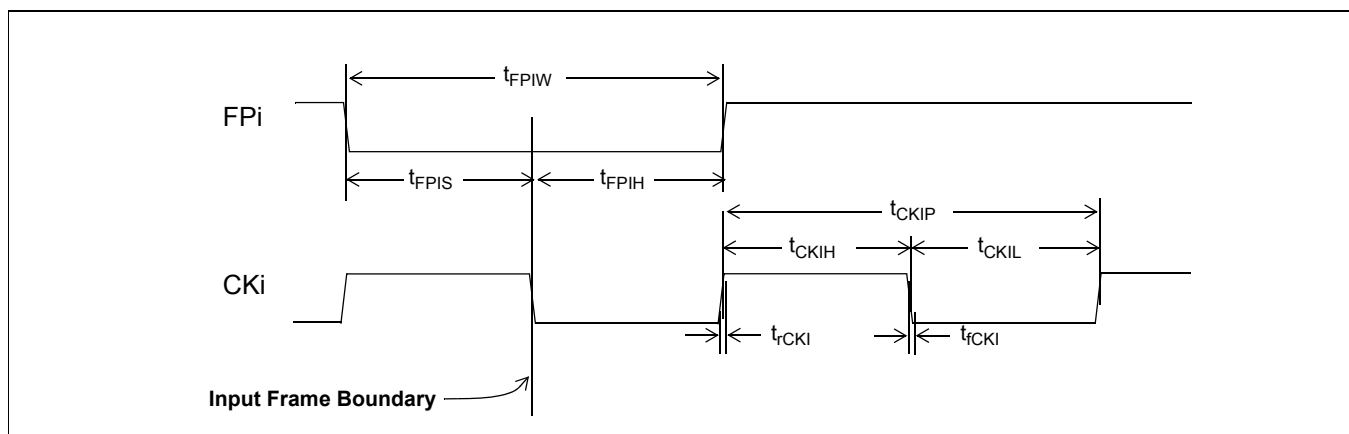 tFPIW
FPi
tFPIS
tFPIH
tCKIP
tCKIH
tCKIL
CKi
trCKI
tfCKI
Input Frame Boundary